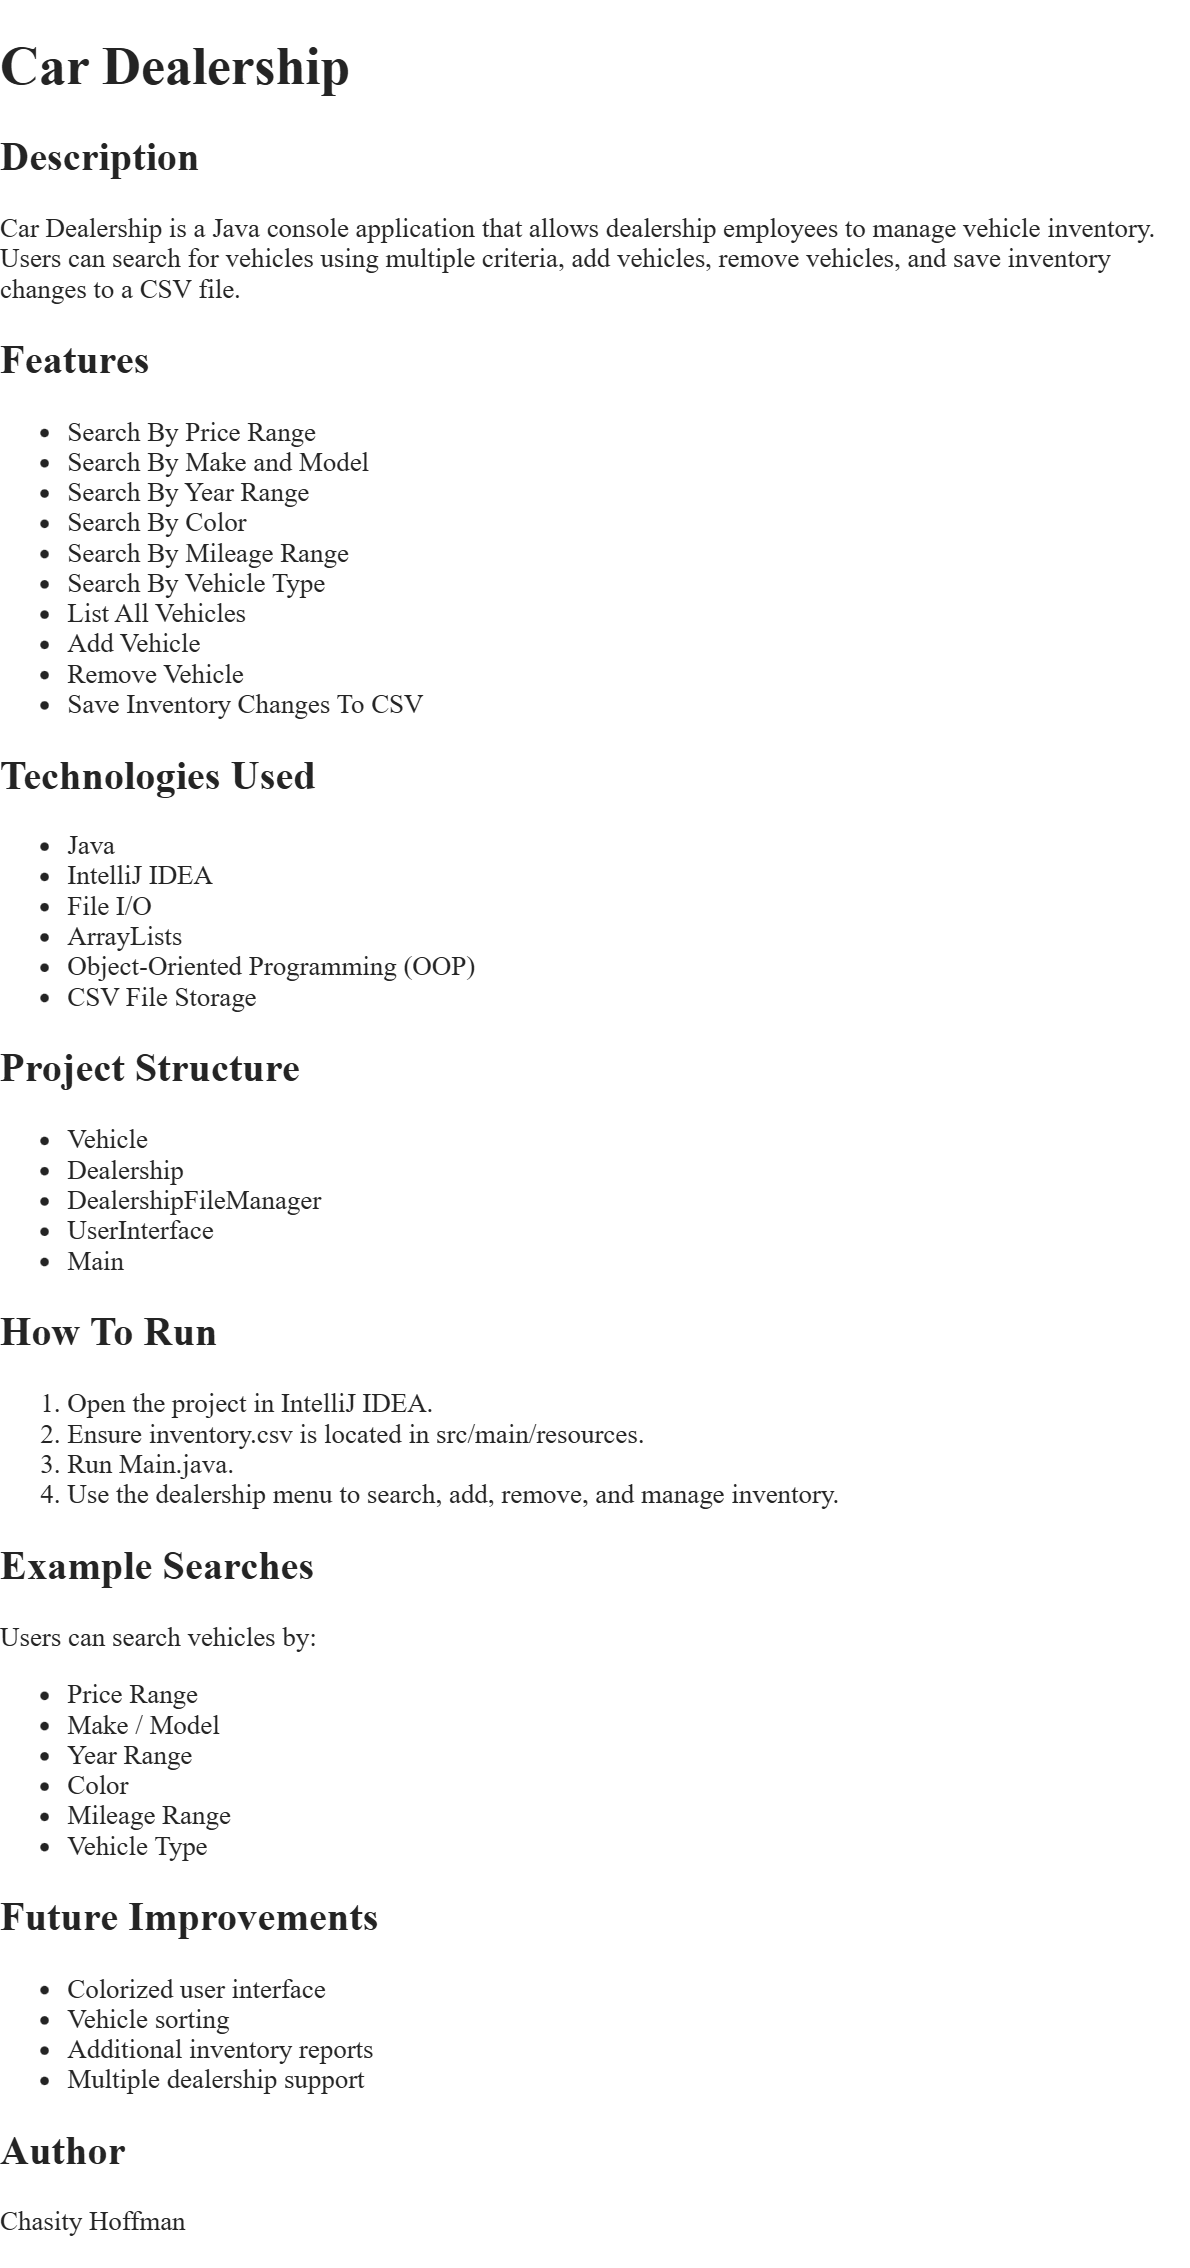 Car Dealership
Description
Car Dealership is a Java console application that allows dealership employees to manage vehicle inventory.
Users can search for vehicles using multiple criteria, add vehicles, remove vehicles, and save inventory
changes to a CSV file.
Features
• Search By Price Range
• Search By Make and Model
• Search By Year Range
• Search By Color
• Search By Mileage Range
• Search By Vehicle Type
• List All Vehicles
• Add Vehicle
• Remove Vehicle
• Save Inventory Changes To CSV
Technologies Used
• Java
• IntelliJ IDEA
• File I/O
• ArrayLists
• Object-Oriented Programming (OOP)
• CSV File Storage
Project Structure
• Vehicle
• Dealership
• DealershipFileManager
• UserInterface
• Main
How To Run
1. Open the project in IntelliJ IDEA.
2. Ensure inventory.csv is located in src/main/resources.
3. Run Main.java.
4. Use the dealership menu to search, add, remove, and manage inventory.
Example Searches
Users can search vehicles by:
• Price Range
• Make / Model
• Year Range
• Color
• Mileage Range
• Vehicle Type
Future Improvements
• Colorized user interface
• Vehicle sorting
• Additional inventory reports
• Multiple dealership support
Author
Chasity Hoffman